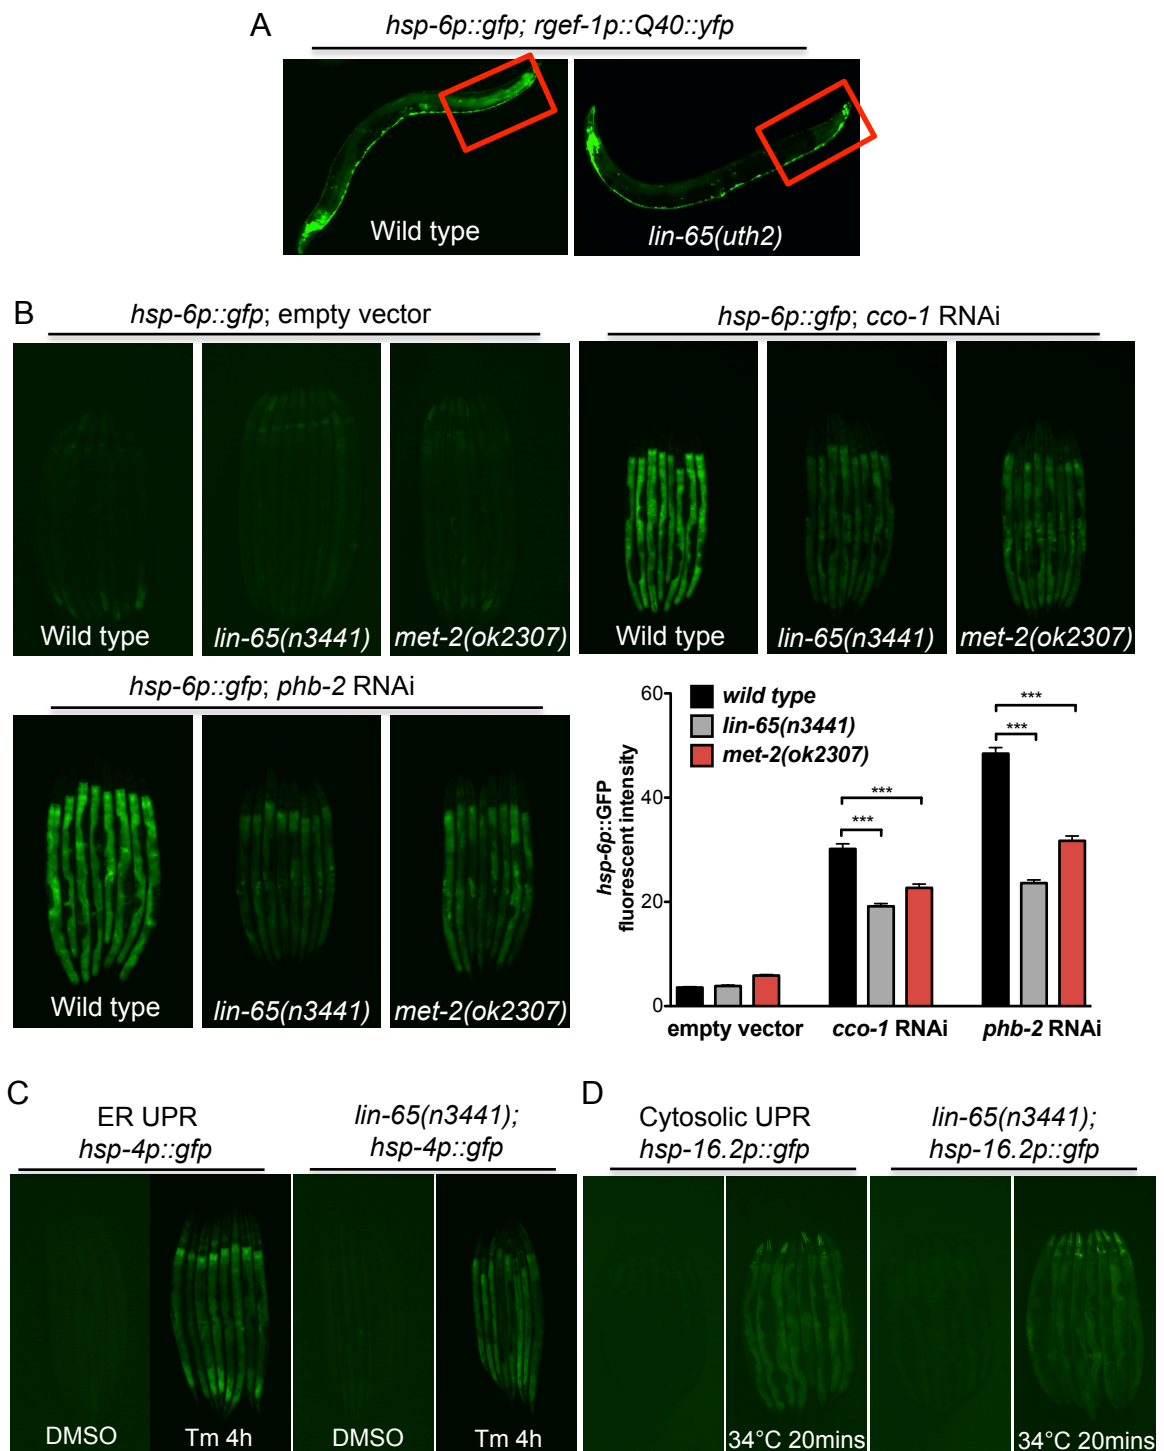 A
hsp-6p::gfp; rgef-1p::Q40::yfp
Wild type
lin-65(uth2)
B
hsp-6p::gfp; empty vector
Wild type
lin-65(n3441)
met-2(ok2307)
hsp-6p::gfp; cco-1 RNAi
Wild type
lin-65(n3441)
met-2(ok2307)
hsp-6p::gfp; phb-2 RNAi
Wild type
lin-65(n3441)
met-2(ok2307)
hsp-6p::GFP
fluorescent intensity
60
40
20
0
wild type
lin-65(n3441)
met-2(ok2307)
***
***
***
***
empty vector
cco-1 RNAi
phb-2 RNAi
C
ER UPR
hsp-4p::gfp
lin-65(n3441);
hsp-4p::gfp
DMSO
Tm 4h
DMSO
Tm 4h
D
Cytosolic UPR
hsp-16.2p::gfp
lin-65(n3441);
hsp-16.2p::gfp
34°C 20mins
34°C 20mins